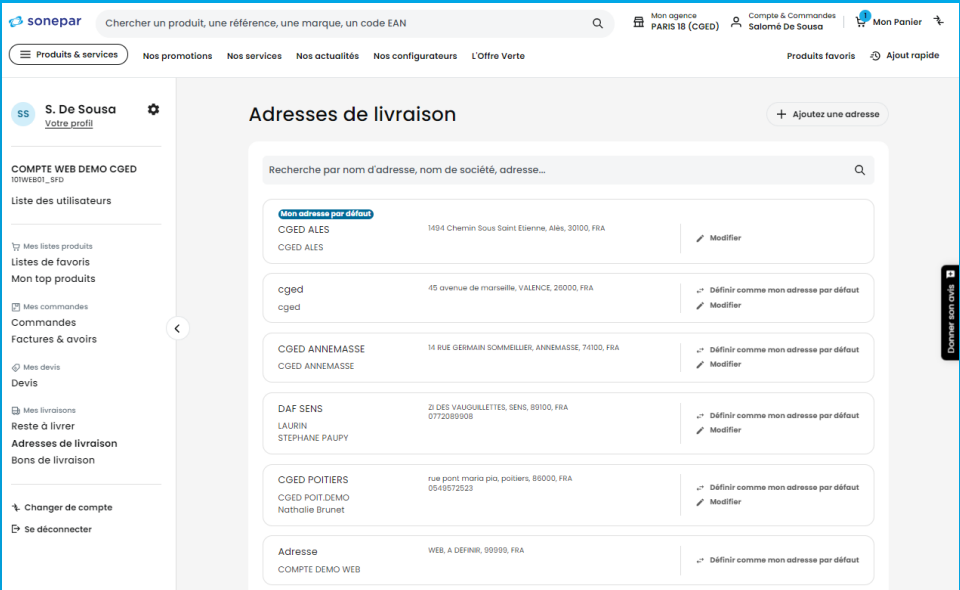 sonepar
Chercher un produit, une référence, une marque, un code EAN
Mon agence
PARIS 18 (CGED)
Compte & Commandes
Salomé De Sousa
1
Mon Panier
Produits & services
Nos promotions
Nos services
Nos actualités
Nos configurateurs
L'Offre Verte
Produits favoris
Ajout rapide
SS
S. De Sousa
Votre profil
COMPTE WEB DEMO CGED
101WEB01_SFD
Liste des utilisateurs
Mes listes produits
Listes de favoris
Mon top produits
Mes commandes
Commandes
Factures & avoirs
Mes devis
Devis
Mes livraisons
Reste à livrer
Adresses de livraison
Bons de livraison
Changer de compte
Se déconnecter
Adresses de livraison
Ajoutez une adresse
Recherche par nom d'adresse, nom de société, adresse...
Mon adresse par défaut
CGED ALES
CGED ALES
1494 Chemin Sous Saint Etienne, Alès, 30100, FRA
Modifier
cged
cged
45 avenue de marseille, VALENCE, 26000, FRA
Définir comme mon adresse par défaut
Modifier
CGED ANNEMASSE
CGED ANNEMASSE
14 RUE GERMAIN SOMMEILLIER, ANNEMASSE, 74100, FRA
Définir comme mon adresse par défaut
Modifier
DAF SENS
LAURIN
STEPHANE PAUPY
ZI DES VAUGUILLETTES, SENS, 89100, FRA
0772089908
Définir comme mon adresse par défaut
Modifier
CGED POITIERS
CGED POIT.DEMO
Nathalie Brunet
rue pont maria pia, poitiers, 86000, FRA
0549572523
Définir comme mon adresse par défaut
Modifier
Adresse
COMPTE DEMO WEB
WEB, A DEFINIR, 99999, FRA
Définir comme mon adresse par défaut
Donner son avis